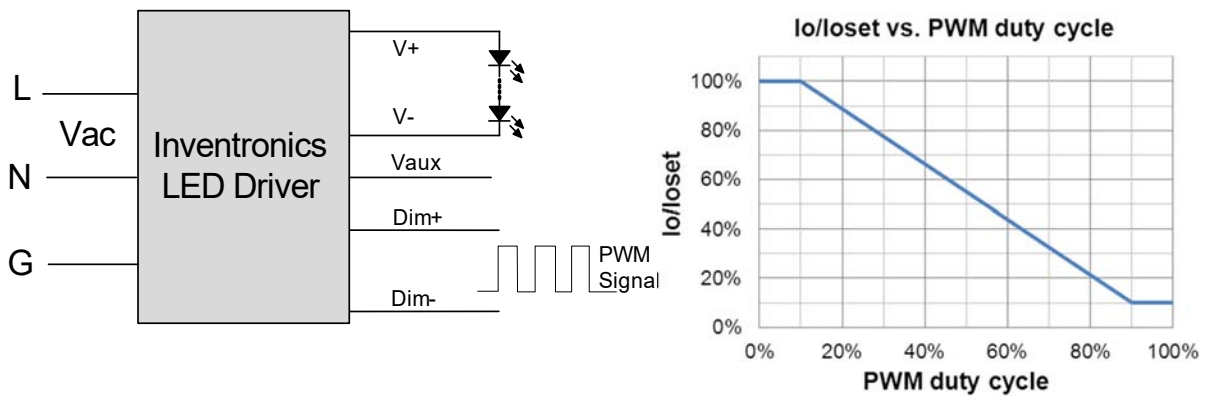 L
Vac
N
G
Inventronics
LED Driver
V+
V-
Vaux
Dim+
PWM
Signal
Dim-
Io/Ioset vs. PWM duty cycle
Io/Ioset
100%
80%
60%
40%
20%
0%
0% 20% 40% 60% 80% 100%
PWM duty cycle